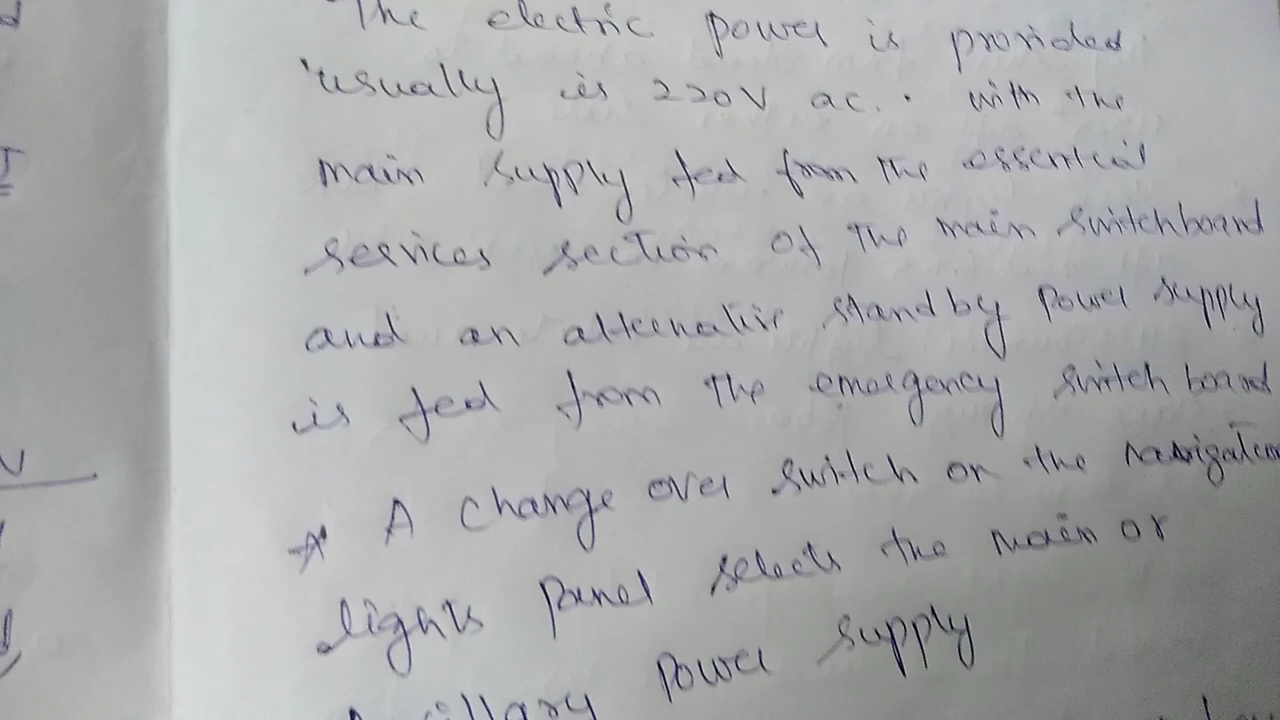 The electric power is provided
usually is 220V ac.. with the
main supply fed from the essential
services section of the main switchboard
and an alternative standby power supply
is fed from the emergency switch board
* A change over switch on the navigation
lights panel selects the main or
power supply